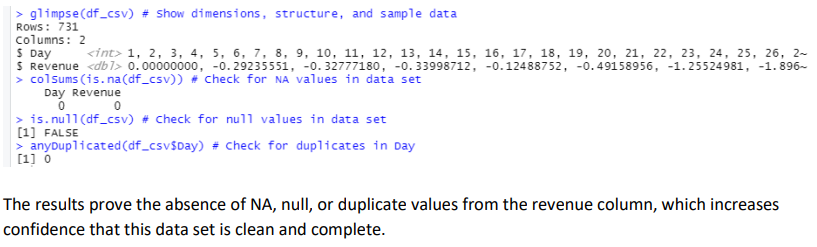 > glimpse(df_csv) # Show dimensions, structure, and sample data
Rows: 731
Columns: 2
$ Day     <int> 1, 2, 3, 4, 5, 6, 7, 8, 9, 10, 11, 12, 13, 14, 15, 16, 17, 18, 19, 20, 21, 22, 23, 24, 25, 26, 2~
$ Revenue <dbl> 0.00000000, -0.29235551, -0.32777180, -0.33998712, -0.12488752, -0.49158956, -1.25524981, -1.896~
> colSums(is.na(df_csv)) # Check for NA values in data set
    Day Revenue
      0       0
> is.null(df_csv) # Check for null values in data set
[1] FALSE
> anyDuplicated(df_csv$Day) # Check for duplicates in Day
[1] 0
The results prove the absence of NA, null, or duplicate values from the revenue column, which increases
confidence that this data set is clean and complete.